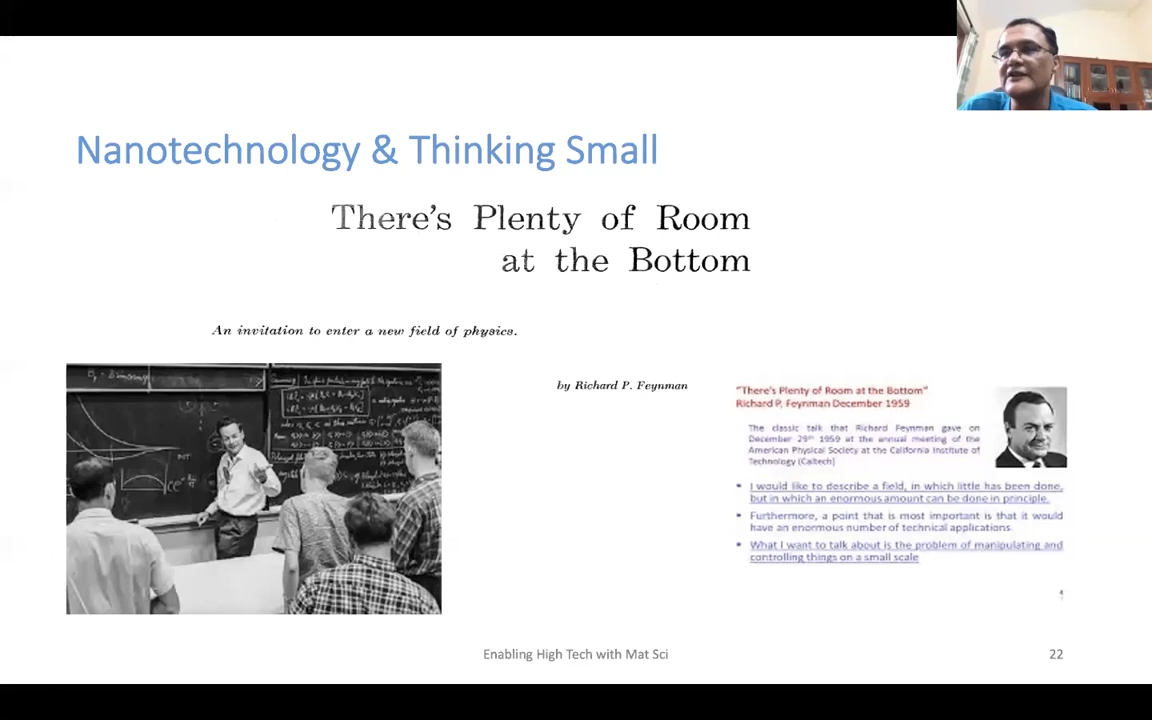 Nanotechnology & Thinking Small
There's Plenty of Room
at the Bottom
An invitation to enter a new field of physics.
by Richard P. Feynman
"There's Plenty of Room at the Bottom"
Richard P. Feynman December 1959
The classic talk that Richard Feynman gave on
December 29th 1959 at the annual meeting of the
American Physical Society at the California Institute of
Technology (Caltech)
• I would like to describe a field, in which little has been done,
but in which an enormous amount can be done in principle.
• Furthermore, a point that is most important is that it would
have an enormous number of technical applications.
• What I want to talk about is the problem of manipulating and
controlling things on a small scale
Enabling High Tech with Mat Sci
22